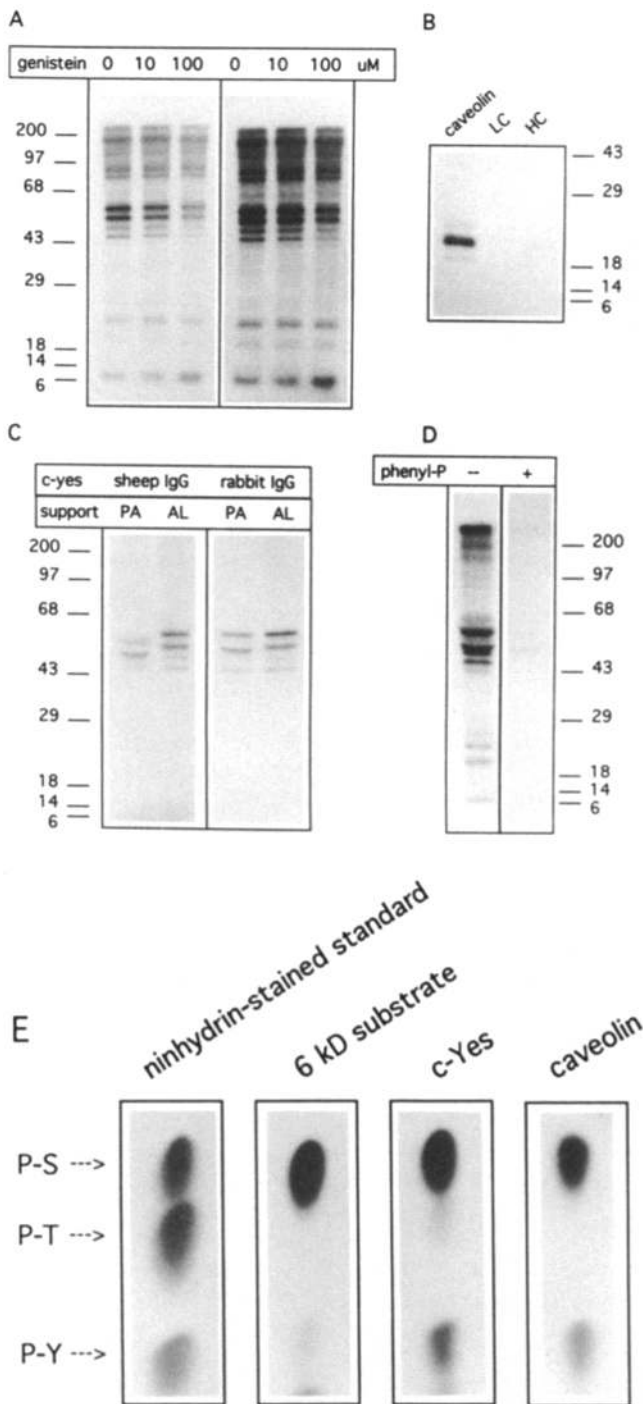 A
genistein 0 10 100 0 10 100 uM
200
97
68
43
29
18
14
6
B
caveolin LC HC
43
29
18
14
6
C
c-yes sheep IgG rabbit IgG
support PA AL PA AL
200
97
68
43
29
18
14
6
D
phenyl-P -- +
200
97
68
43
29
18
14
6
E
ninhydrin-stained standard
6 kD substrate
c-Yes
caveolin
P-S --->
P-T --->
P-Y --->